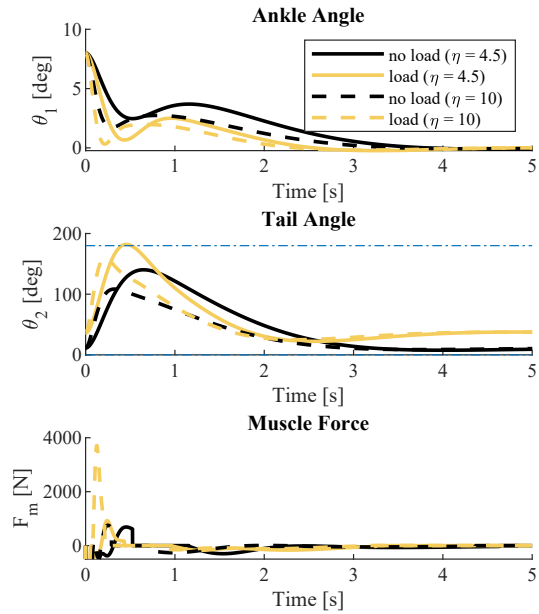 Ankle Angle
10
5
0
θ1 [deg]
no load (η = 4.5)
load (η = 4.5)
no load (η = 10)
load (η = 10)
0 1 2 3 4 5
Time [s]
Tail Angle
200
100
0
θ2 [deg]
0 1 2 3 4 5
Time [s]
Muscle Force
4000
2000
0
Fm [N]
0 1 2 3 4 5
Time [s]